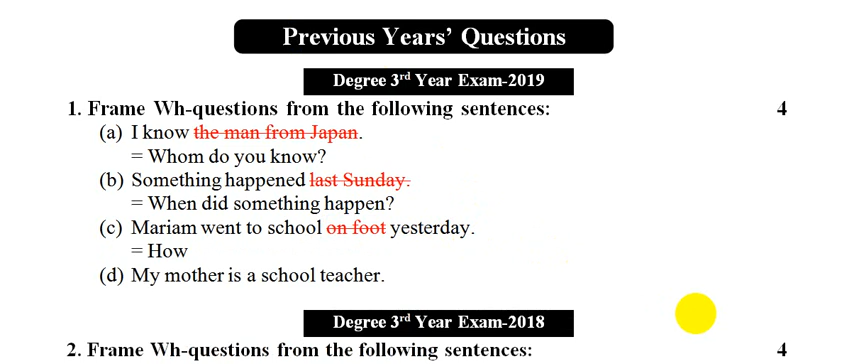 Previous Years' Questions
Degree 3rd Year Exam-2019
1. Frame Wh-questions from the following sentences: 4
(a) I know the man from Japan.
= Whom do you know?
(b) Something happened last Sunday.
= When did something happen?
(c) Mariam went to school on foot yesterday.
= How
(d) My mother is a school teacher.
Degree 3rd Year Exam-2018
2. Frame Wh-questions from the following sentences: 4